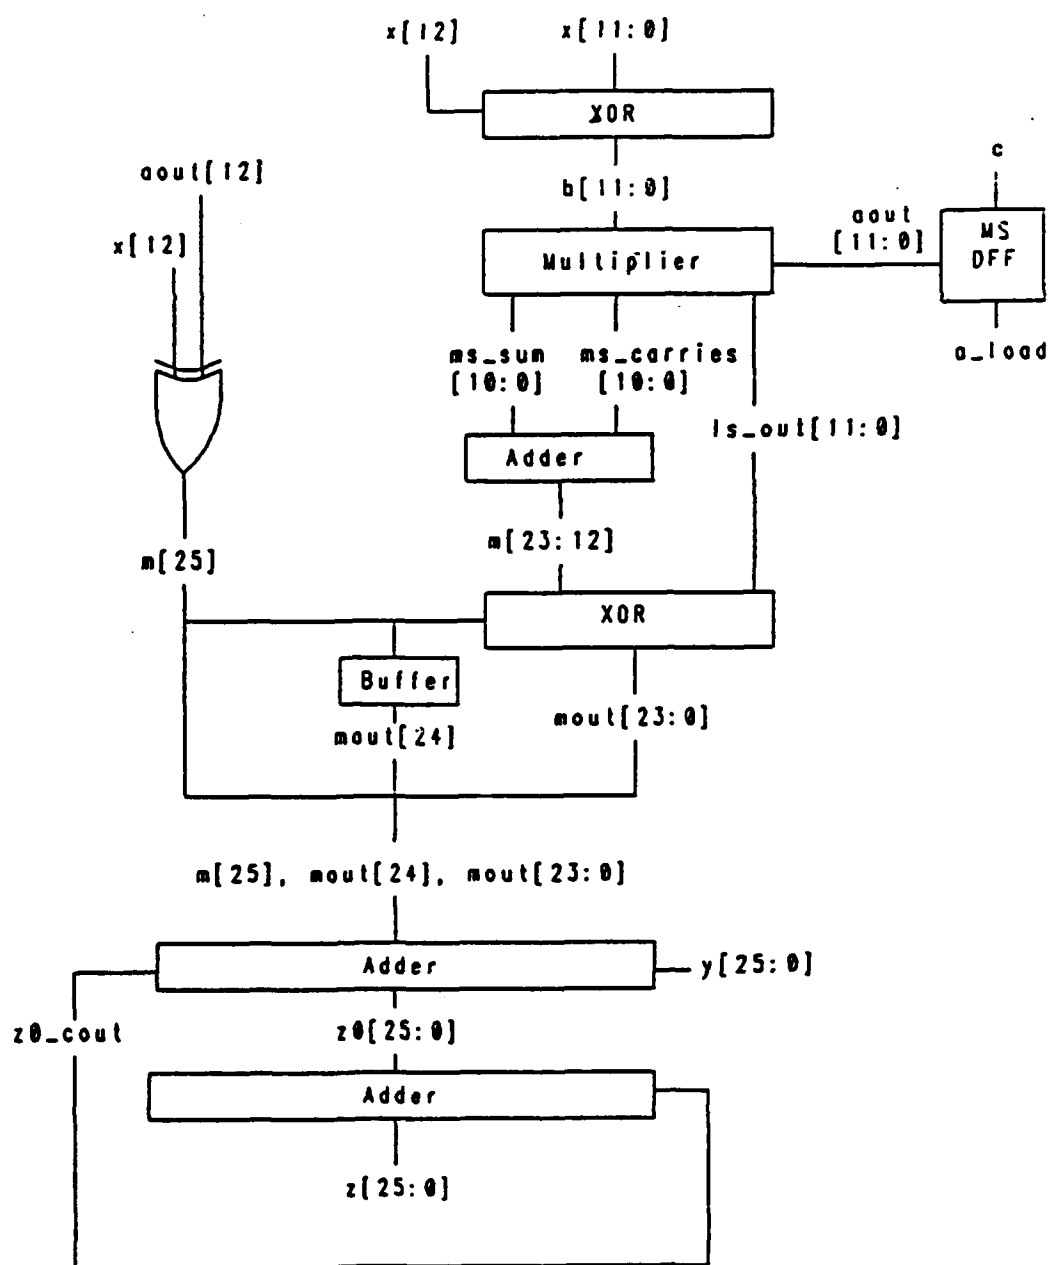 x[12]
x[11:0]
XOR
c
aout[12]
b[11:0]
aout
[11:0]
MS
DFF
x[12]
Multiplier
a_load
ms_sum
[10:0]
ms_carries
[10:0]
ls_out[11:0]
Adder
m[23:12]
m[25]
XOR
Buffer
mout[24]
mout[23:0]
m[25], mout[24], mout[23:0]
Adder
y[25:0]
z0_cout
z0[25:0]
Adder
z[25:0]